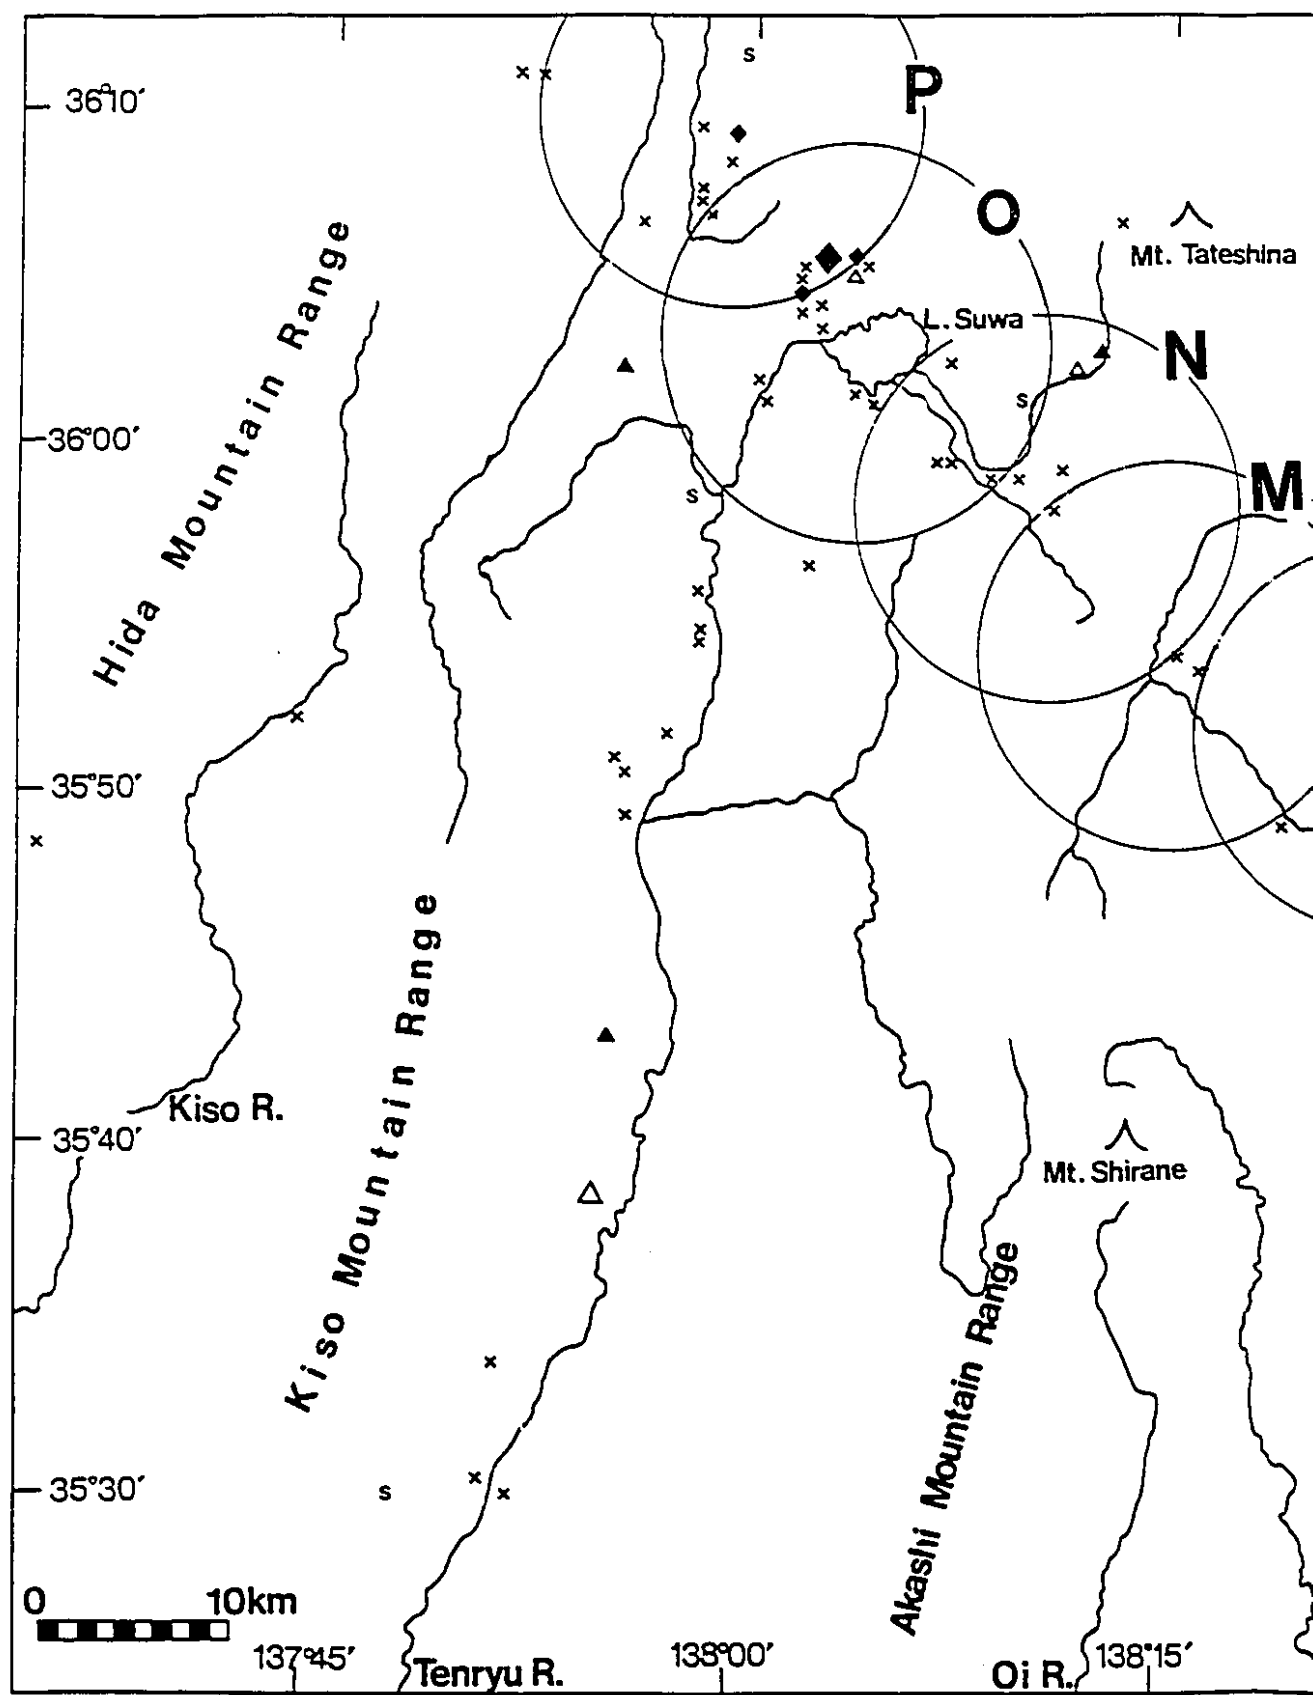 P
36°10′
O
Mt. Tateshina
L. Suwa
N
36°00′
M
Hida Mountain Range
35°50′
Kiso R.
35°40′
Mt. Shirane
Kiso Mountain Range
Akashi Mountain Range
35°30′
0 10km
137°45′ 138°00′ 138°15′
Tenryu R. Oi R.
s
s
s
s